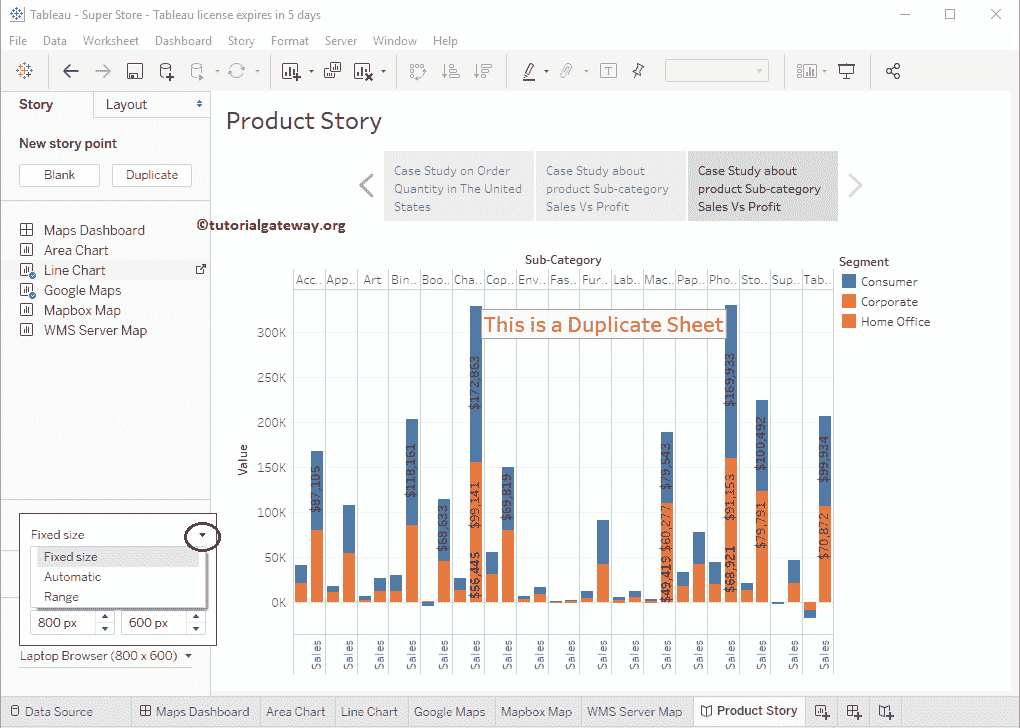 Tableau - Super Store - Tableau license expires in 5 days
File Data Worksheet Dashboard Story Format Server Window Help
Story Layout
New story point
Blank Duplicate
Maps Dashboard
Area Chart
Line Chart
Google Maps
Mapbox Map
WMS Server Map
Fixed size
Fixed size
Automatic
Range
800 px 600 px
Laptop Browser (800 x 600)
Product Story
Case Study on Order
Quantity in The United
States
Case Study about
product Sub-category
Sales Vs Profit
Case Study about
product Sub-category
Sales Vs Profit
©tutorialgateway.org
Sub-Category
Acc.. App.. Art Bin.. Boo.. Cha.. Cop.. Env.. Fas.. Fur.. Lab.. Mac.. Pap.. Pho.. Sto.. Sup.. Tab..
This is a Duplicate Sheet
Value
300K
250K
200K
150K
100K
50K
0K
$87,105
$118,161
$68,633
$172,863
$99,141
$56,445
$69,819
$79,543
$60,277
$49,419
$169,933
$91,153
$68,921
$100,492
$79,791
$99,934
$70,872
Sales Sales Sales Sales Sales Sales Sales Sales Sales Sales Sales Sales Sales Sales Sales Sales Sales
Segment
Consumer
Corporate
Home Office
Data Source Maps Dashboard Area Chart Line Chart Google Maps Mapbox Map WMS Server Map Product Story